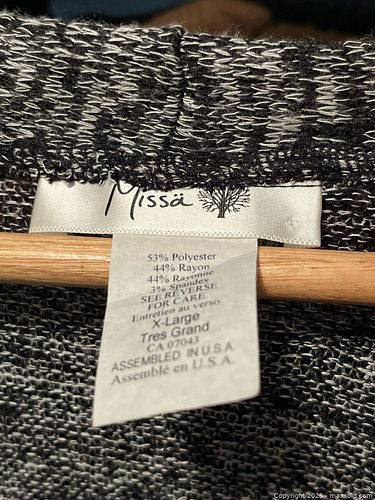 Missä
53% Polyester
44% Rayon
44% Rayonne
3% Spandex
SEE REVERSE
FOR CARE
Entretien au verso
X-Large
Tres Grand
CA 07043
ASSEMBLED IN U.S.A.
Assemblé en U.S.A.
Copyright 2025 - maxsold.com